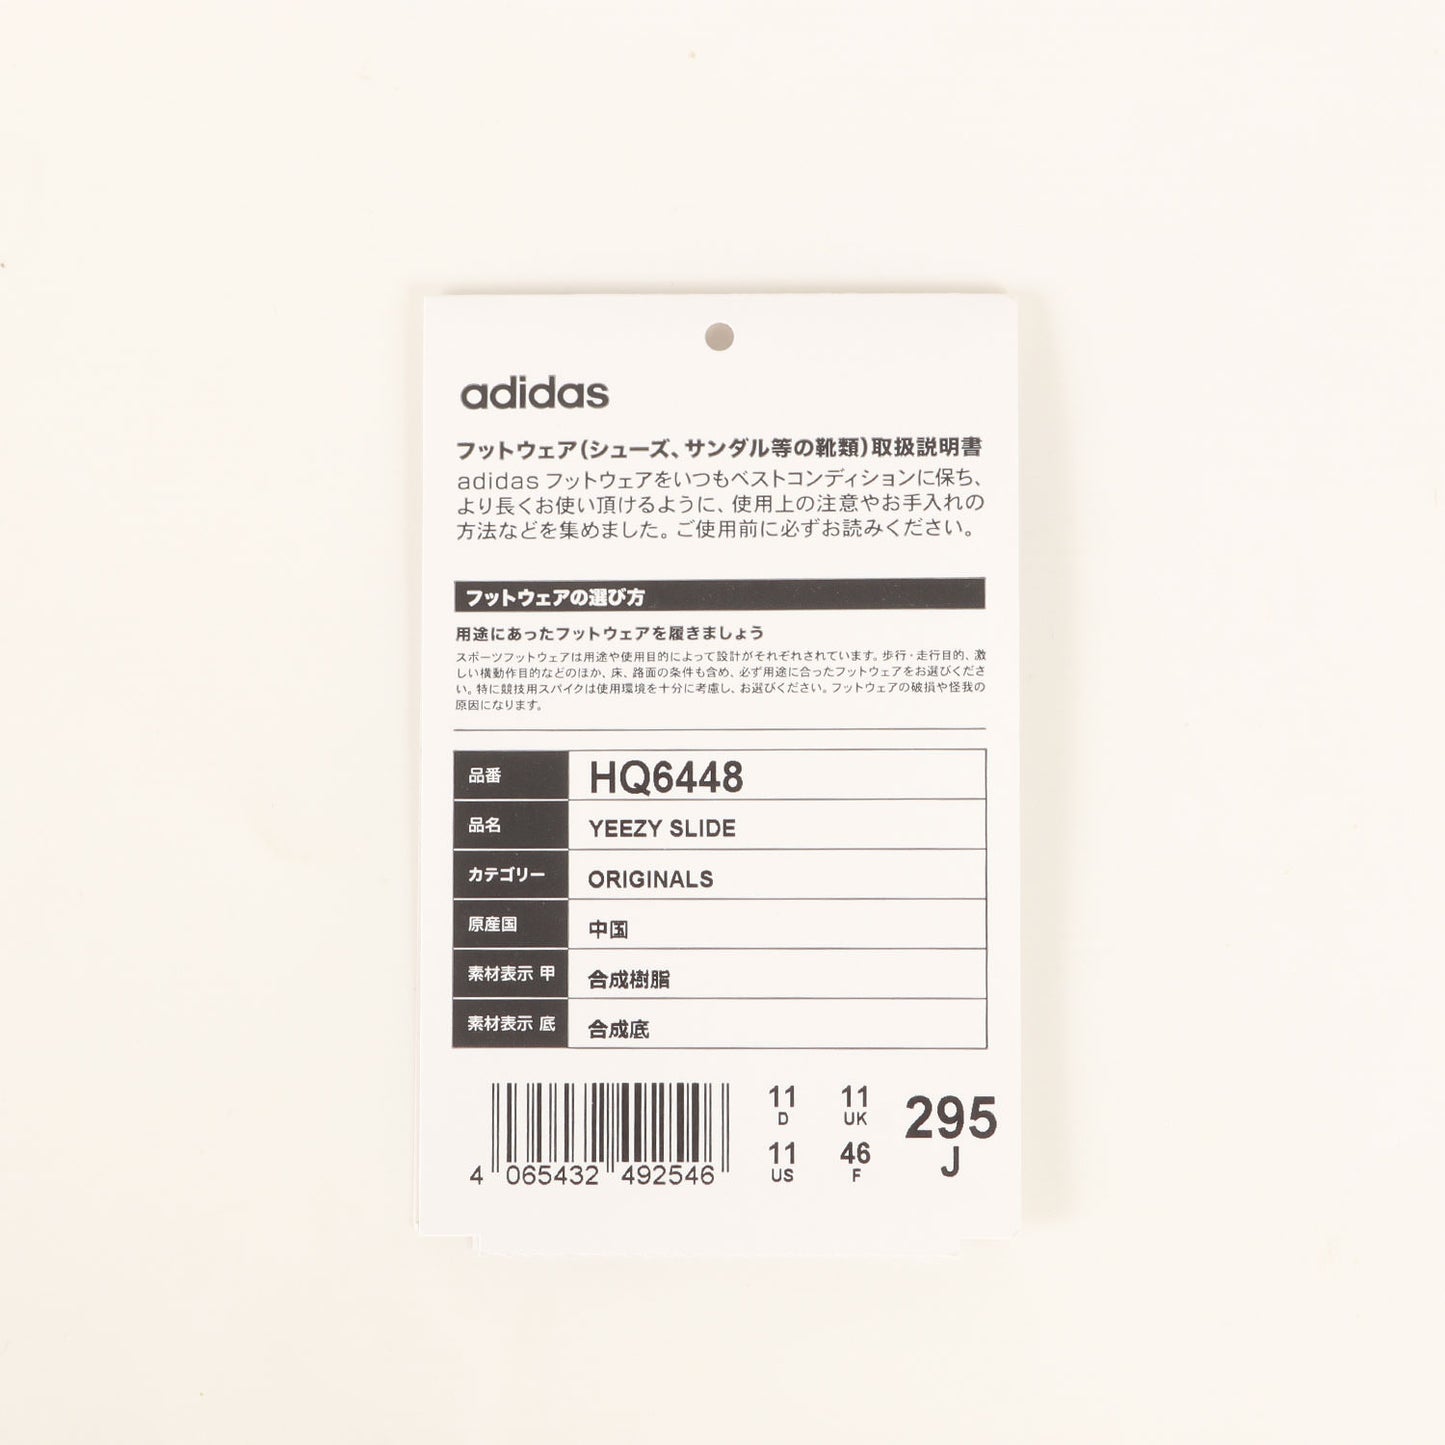 adidas
フットウェア(シューズ、サンダル等の靴類)取扱説明書
adidas フットウェアをいつもベストコンディションに保ち、
より長くお使い頂けるように、使用上の注意やお手入れの
方法などを集めました。ご使用前に必ずお読みください。
フットウェアの選び方
用途にあったフットウェアを履きましょう
スポーツフットウェアは用途や使用目的によって設計がそれぞれされています。歩行・走行目的、激
しい横動作目的などのほか、床、路面の条件も含め、必ず用途に合ったフットウェアをお選びくださ
い。特に競技用スパイクは使用環境を十分に考慮し、お選びください。フットウェアの破損や怪我の
原因になります。
品番 HQ6448
品名 YEEZY SLIDE
カテゴリー ORIGINALS
原産国 中国
素材表示 甲 合成樹脂
素材表示 底 合成底
4 065432 492546
11 D 11 UK
11 US 46 F
295 J